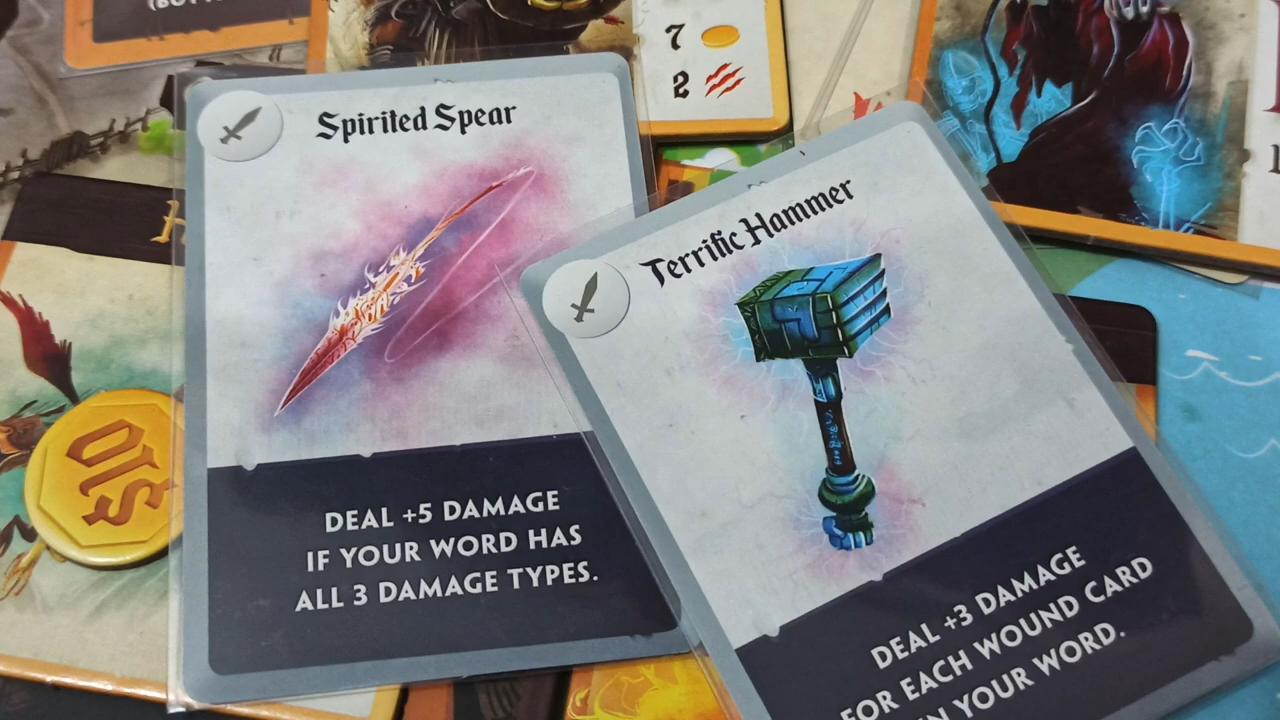 7
2
Spirited Spear
DEAL +5 DAMAGE
IF YOUR WORD HAS
ALL 3 DAMAGE TYPES.
Terrific Hammer
DEAL +3 DAMAGE
FOR EACH WOUND CARD
IN YOUR WORD.